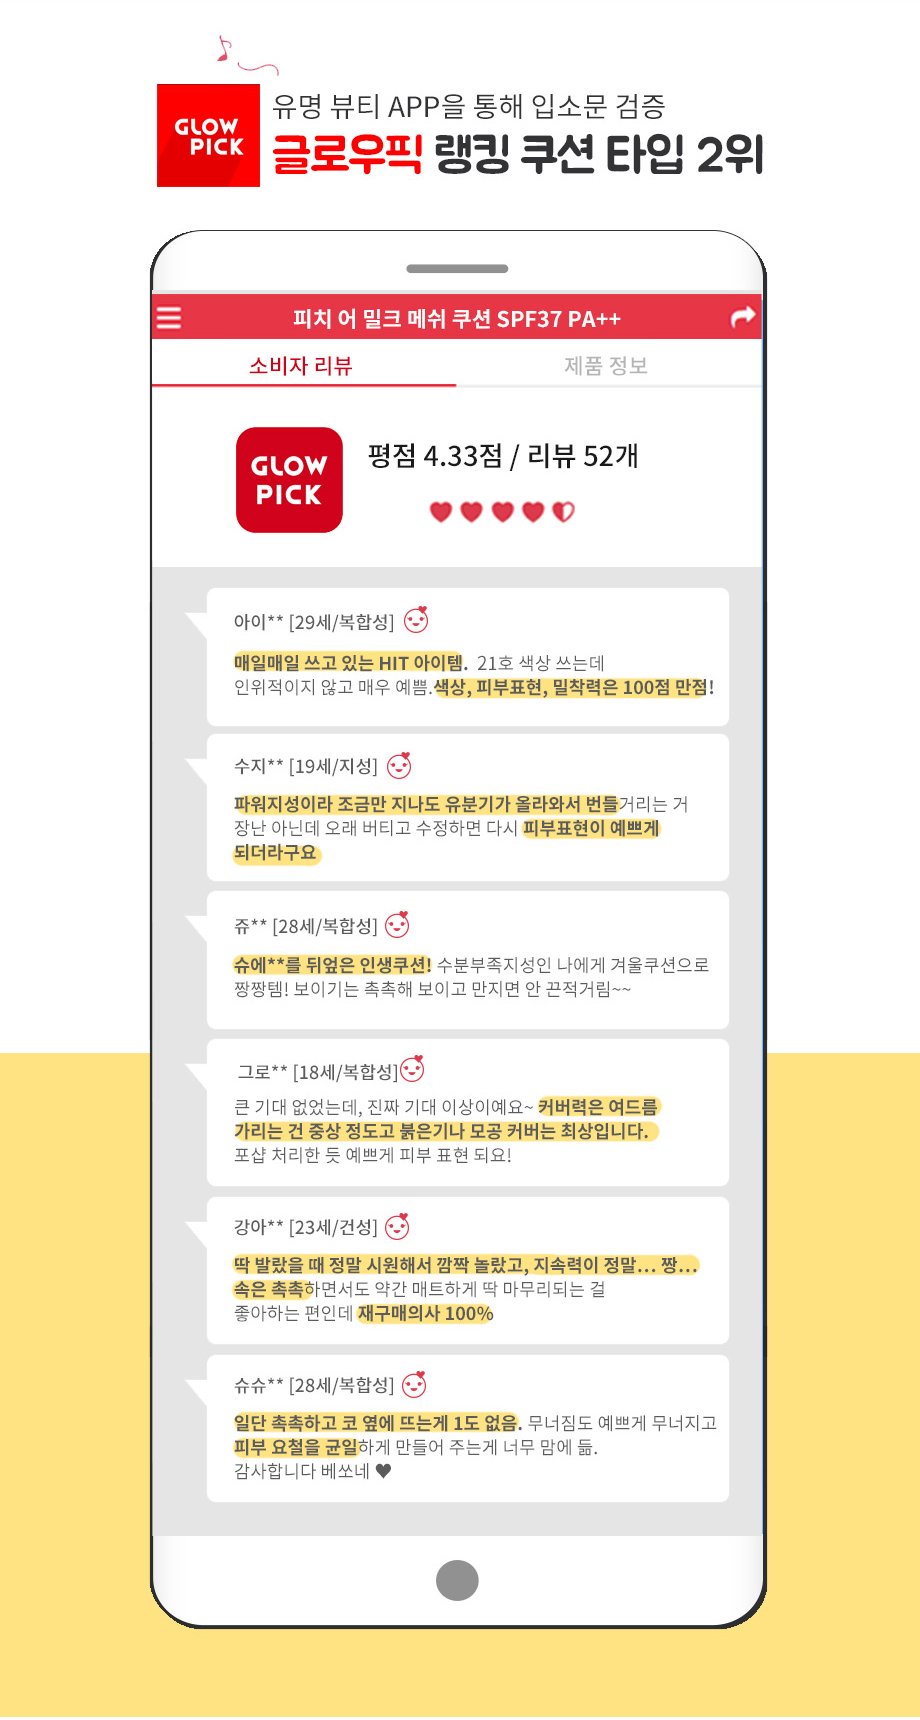 유명 뷰티 APP을 통해 입소문 검증
GLOW
PICK
글로우픽 랭킹 쿠션 타입 2위
피치 어 밀크 메쉬 쿠션 SPF37 PA++
소비자 리뷰
제품 정보
GLOW
PICK
평점 4.33점 / 리뷰 52개
아이** [29세/복합성]
매일매일 쓰고 있는 HIT 아이템. 21호 색상 쓰는데
인위적이지 않고 매우 예쁨.색상, 피부표현, 밀착력은 100점 만점!
수지** [19세/지성]
파워지성이라 조금만 지나도 유분기가 올라와서 번들거리는 거
장난 아닌데 오래 버티고 수정하면 다시 피부표현이 예쁘게
되더라구요
쥬** [28세/복합성]
슈에**를 뒤엎은 인생쿠션! 수분부족지성인 나에게 겨울쿠션으로
짱짱템! 보이기는 촉촉해 보이고 만지면 안 끈적거림~~
그로** [18세/복합성]
큰 기대 없었는데, 진짜 기대 이상이예요~ 커버력은 여드름
가리는 건 중상 정도고 붉은기나 모공 커버는 최상입니다.
포샵 처리한 듯 예쁘게 피부 표현 되요!
강아** [23세/건성]
딱 발랐을 때 정말 시원해서 깜짝 놀랐고, 지속력이 정말... 짱...
속은 촉촉하면서도 약간 매트하게 딱 마무리되는 걸
좋아하는 편인데 재구매의사 100%
슈슈** [28세/복합성]
일단 촉촉하고 코 옆에 뜨는게 1도 없음. 무너짐도 예쁘게 무너지고
피부 요철을 균일하게 만들어 주는게 너무 맘에 듦.
감사합니다 베쏘네 ♥